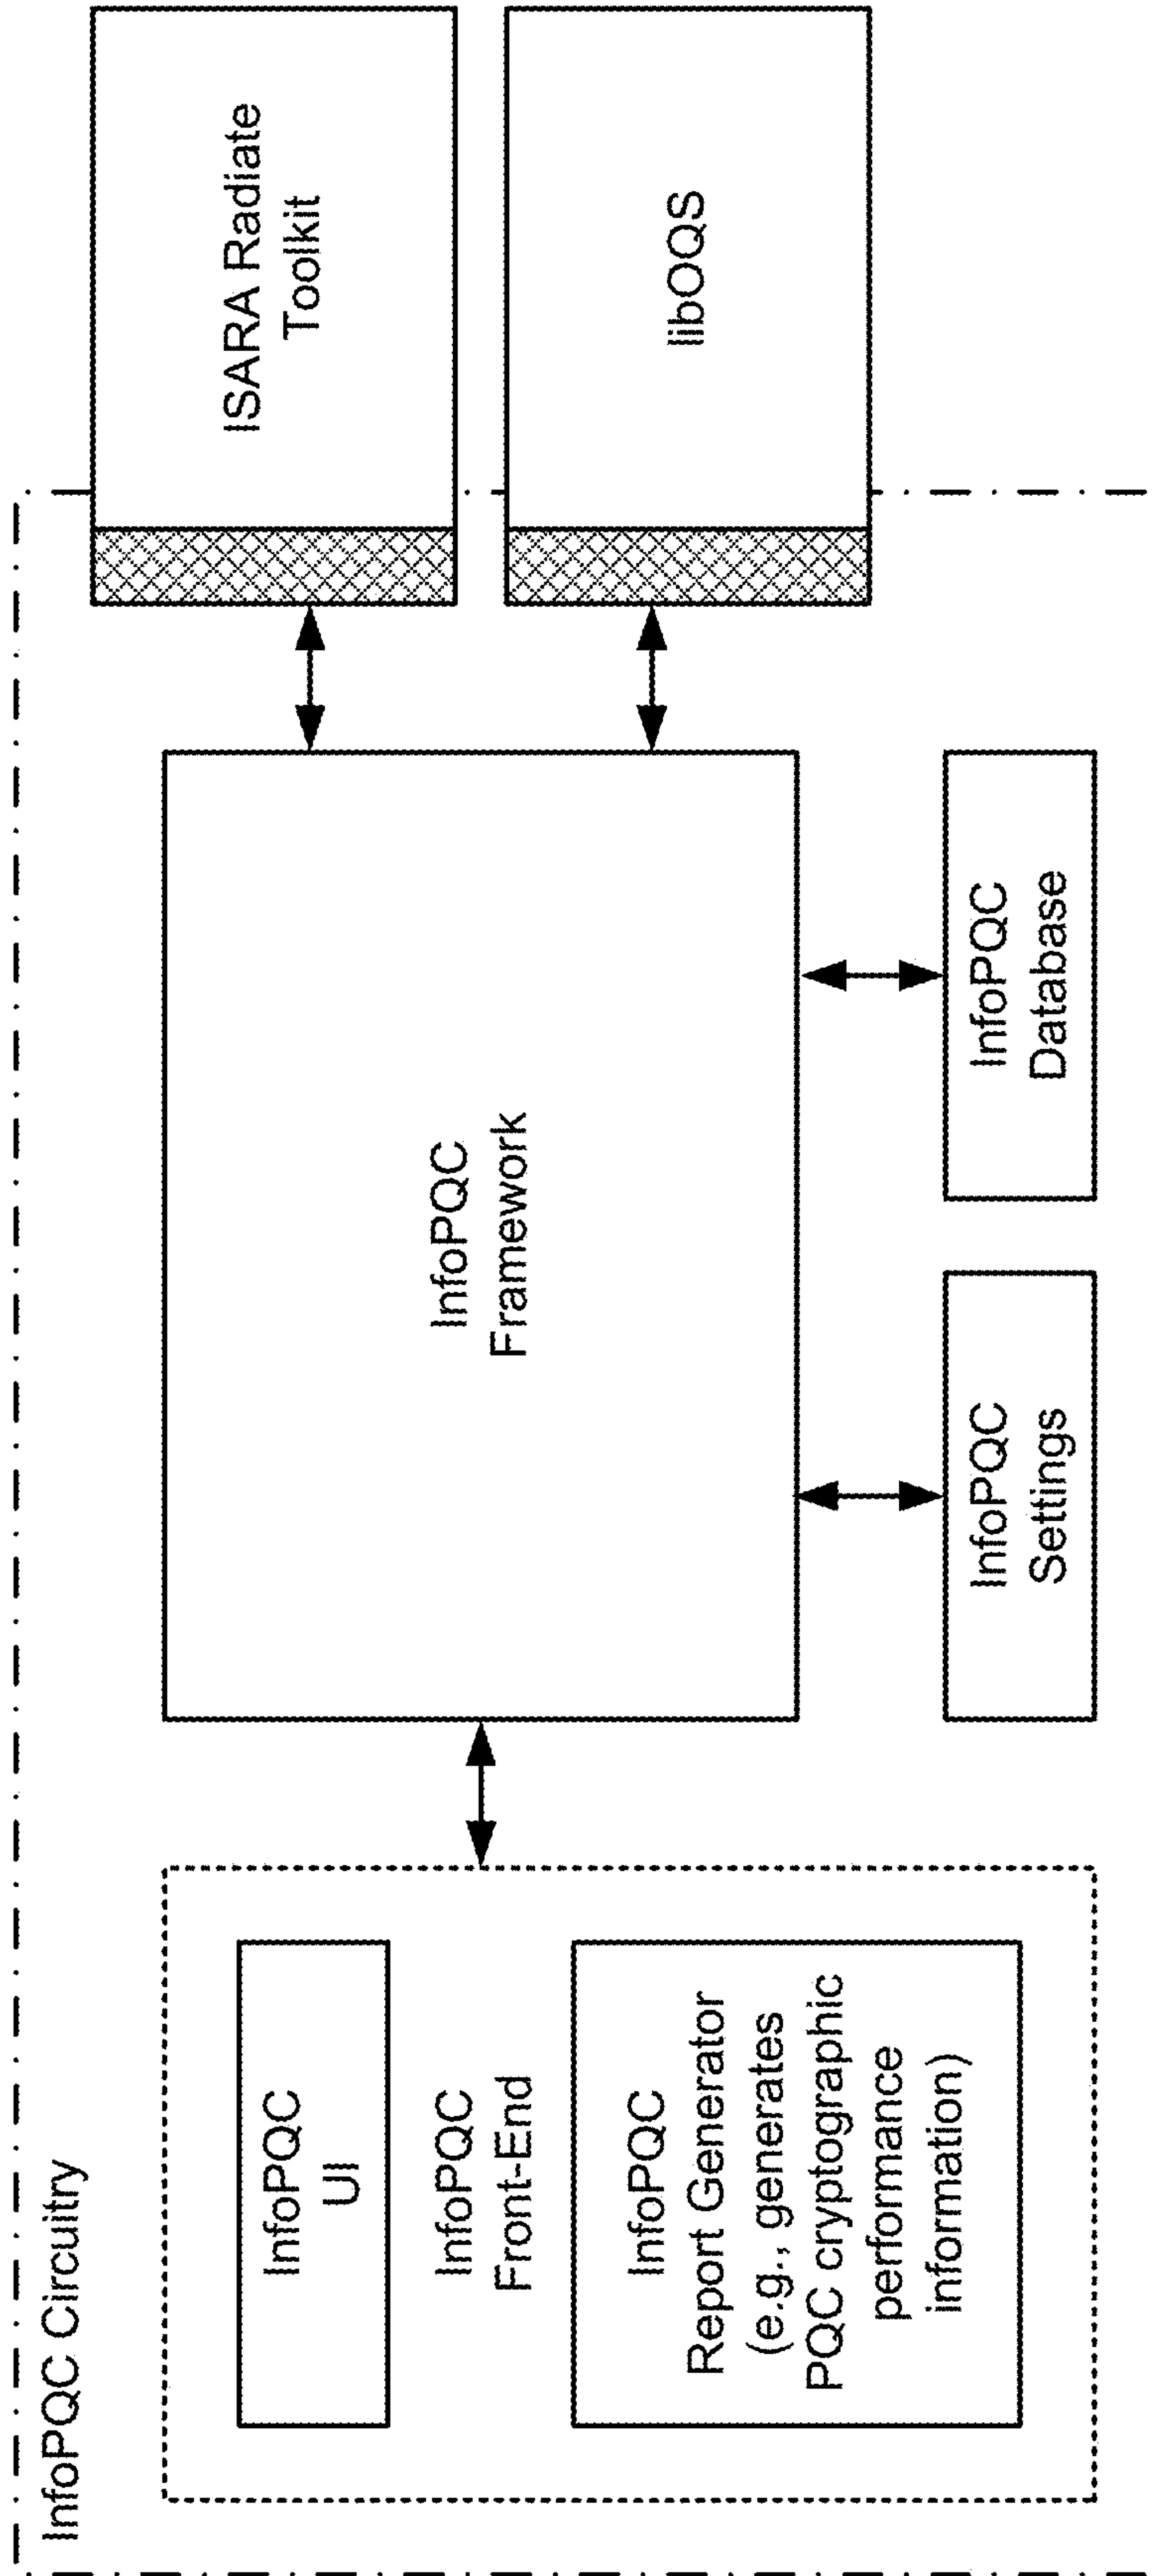 InfoPQC Circuitry
InfoPQC
UI
InfoPQC
Front-End
InfoPQC
Report Generator
(e.g., generates
PQC cryptographic
performance
information)
InfoPQC
Framework
InfoPQC
Settings
InfoPQC
Database
ISARA Radiate
Toolkit
libOQS